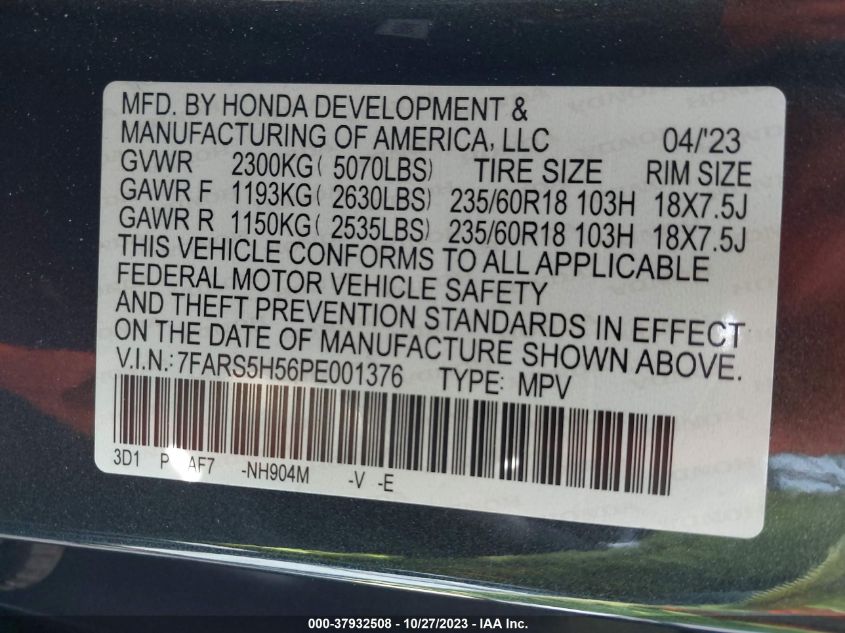 MFD. BY HONDA DEVELOPMENT &
MANUFACTURING OF AMERICA, LLC 04/'23
GVWR 2300KG( 5070LBS) TIRE SIZE RIM SIZE
GAWR F 1193KG( 2630LBS) 235/60R18 103H 18X7.5J
GAWR R 1150KG( 2535LBS) 235/60R18 103H 18X7.5J
THIS VEHICLE CONFORMS TO ALL APPLICABLE
FEDERAL MOTOR VEHICLE SAFETY
AND THEFT PREVENTION STANDARDS IN EFFECT
ON THE DATE OF MANUFACTURE SHOWN ABOVE.
V.I.N.: 7FARS5H56PE001376 TYPE: MPV
3D1 P AF7 -NH904M -V -E
000-37932508 - 10/27/2023 - © IAA, Inc.